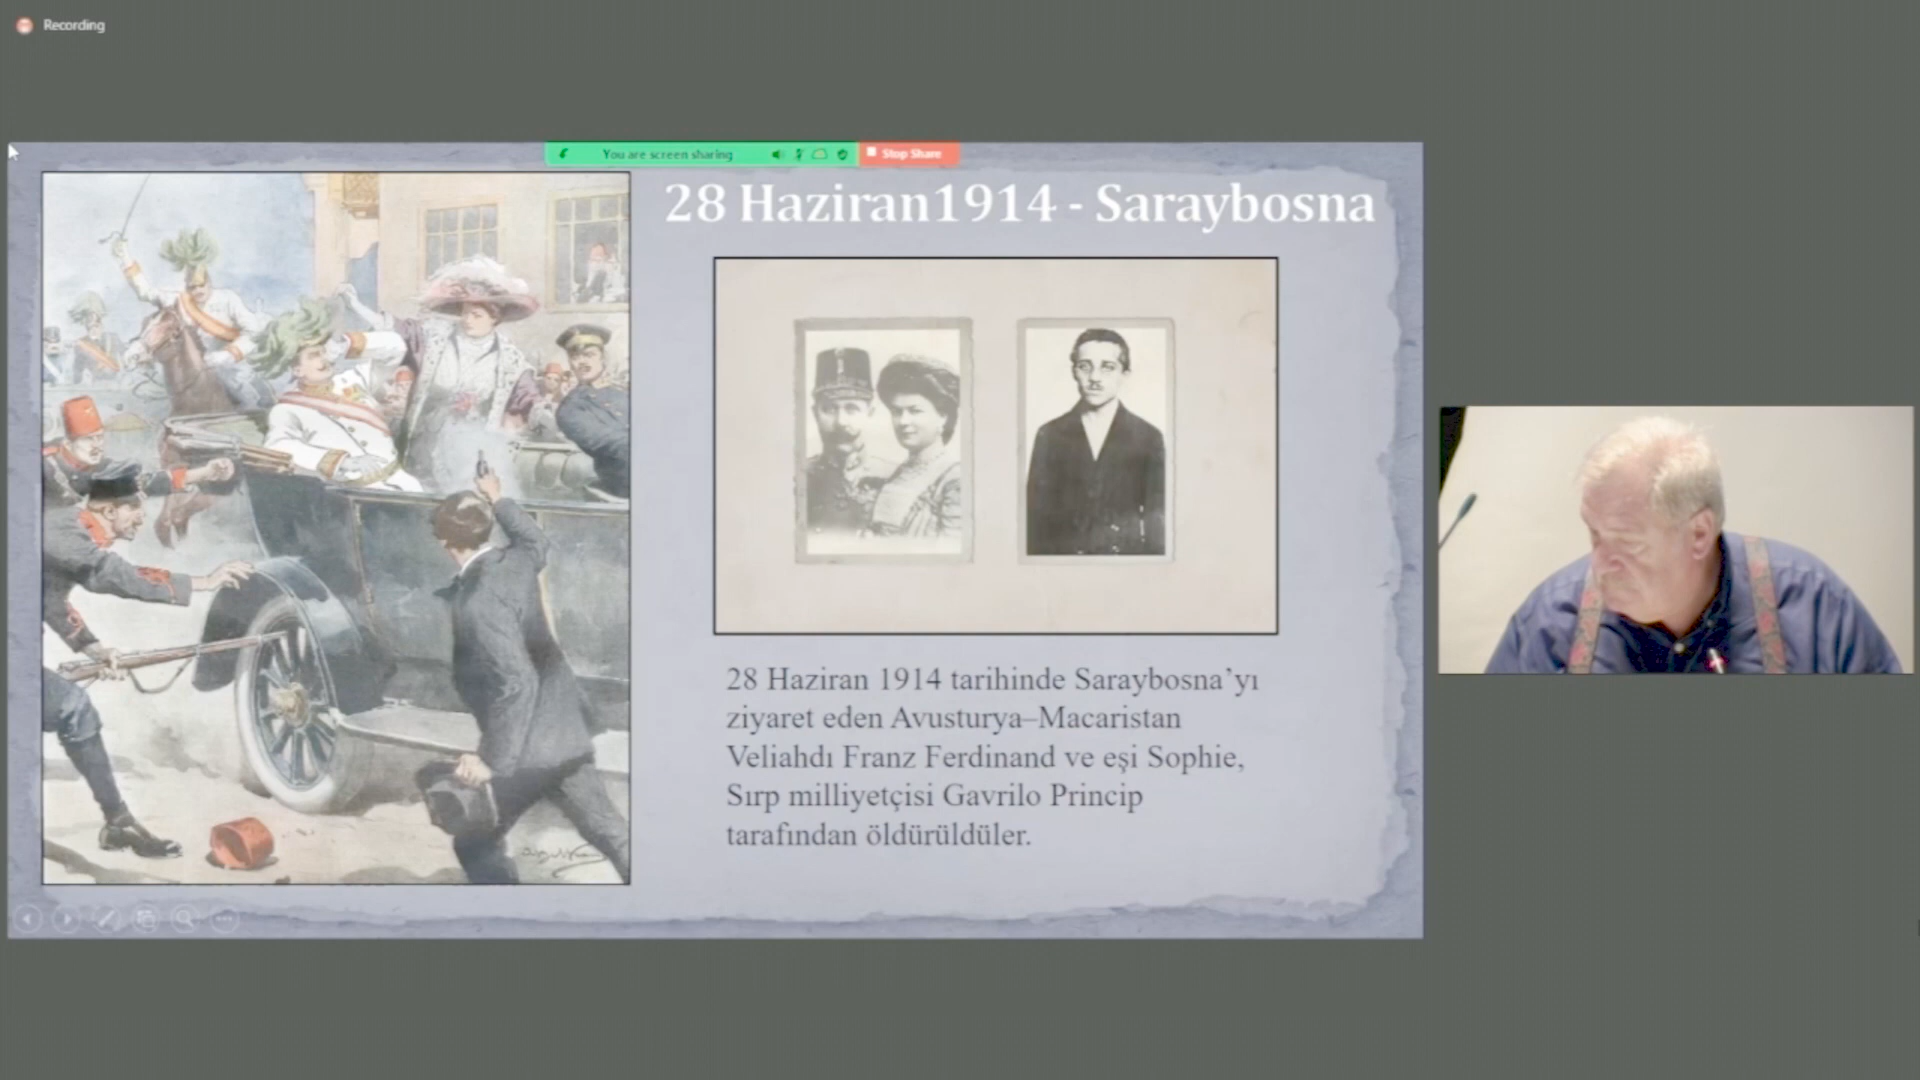 Recording
You are screen sharing
Stop Share
28 Haziran1914 - Saraybosna
28 Haziran 1914 tarihinde Saraybosna’yı
ziyaret eden Avusturya–Macaristan
Veliahdı Franz Ferdinand ve eşi Sophie,
Sırp milliyetçisi Gavrilo Princip
tarafından öldürüldüler.